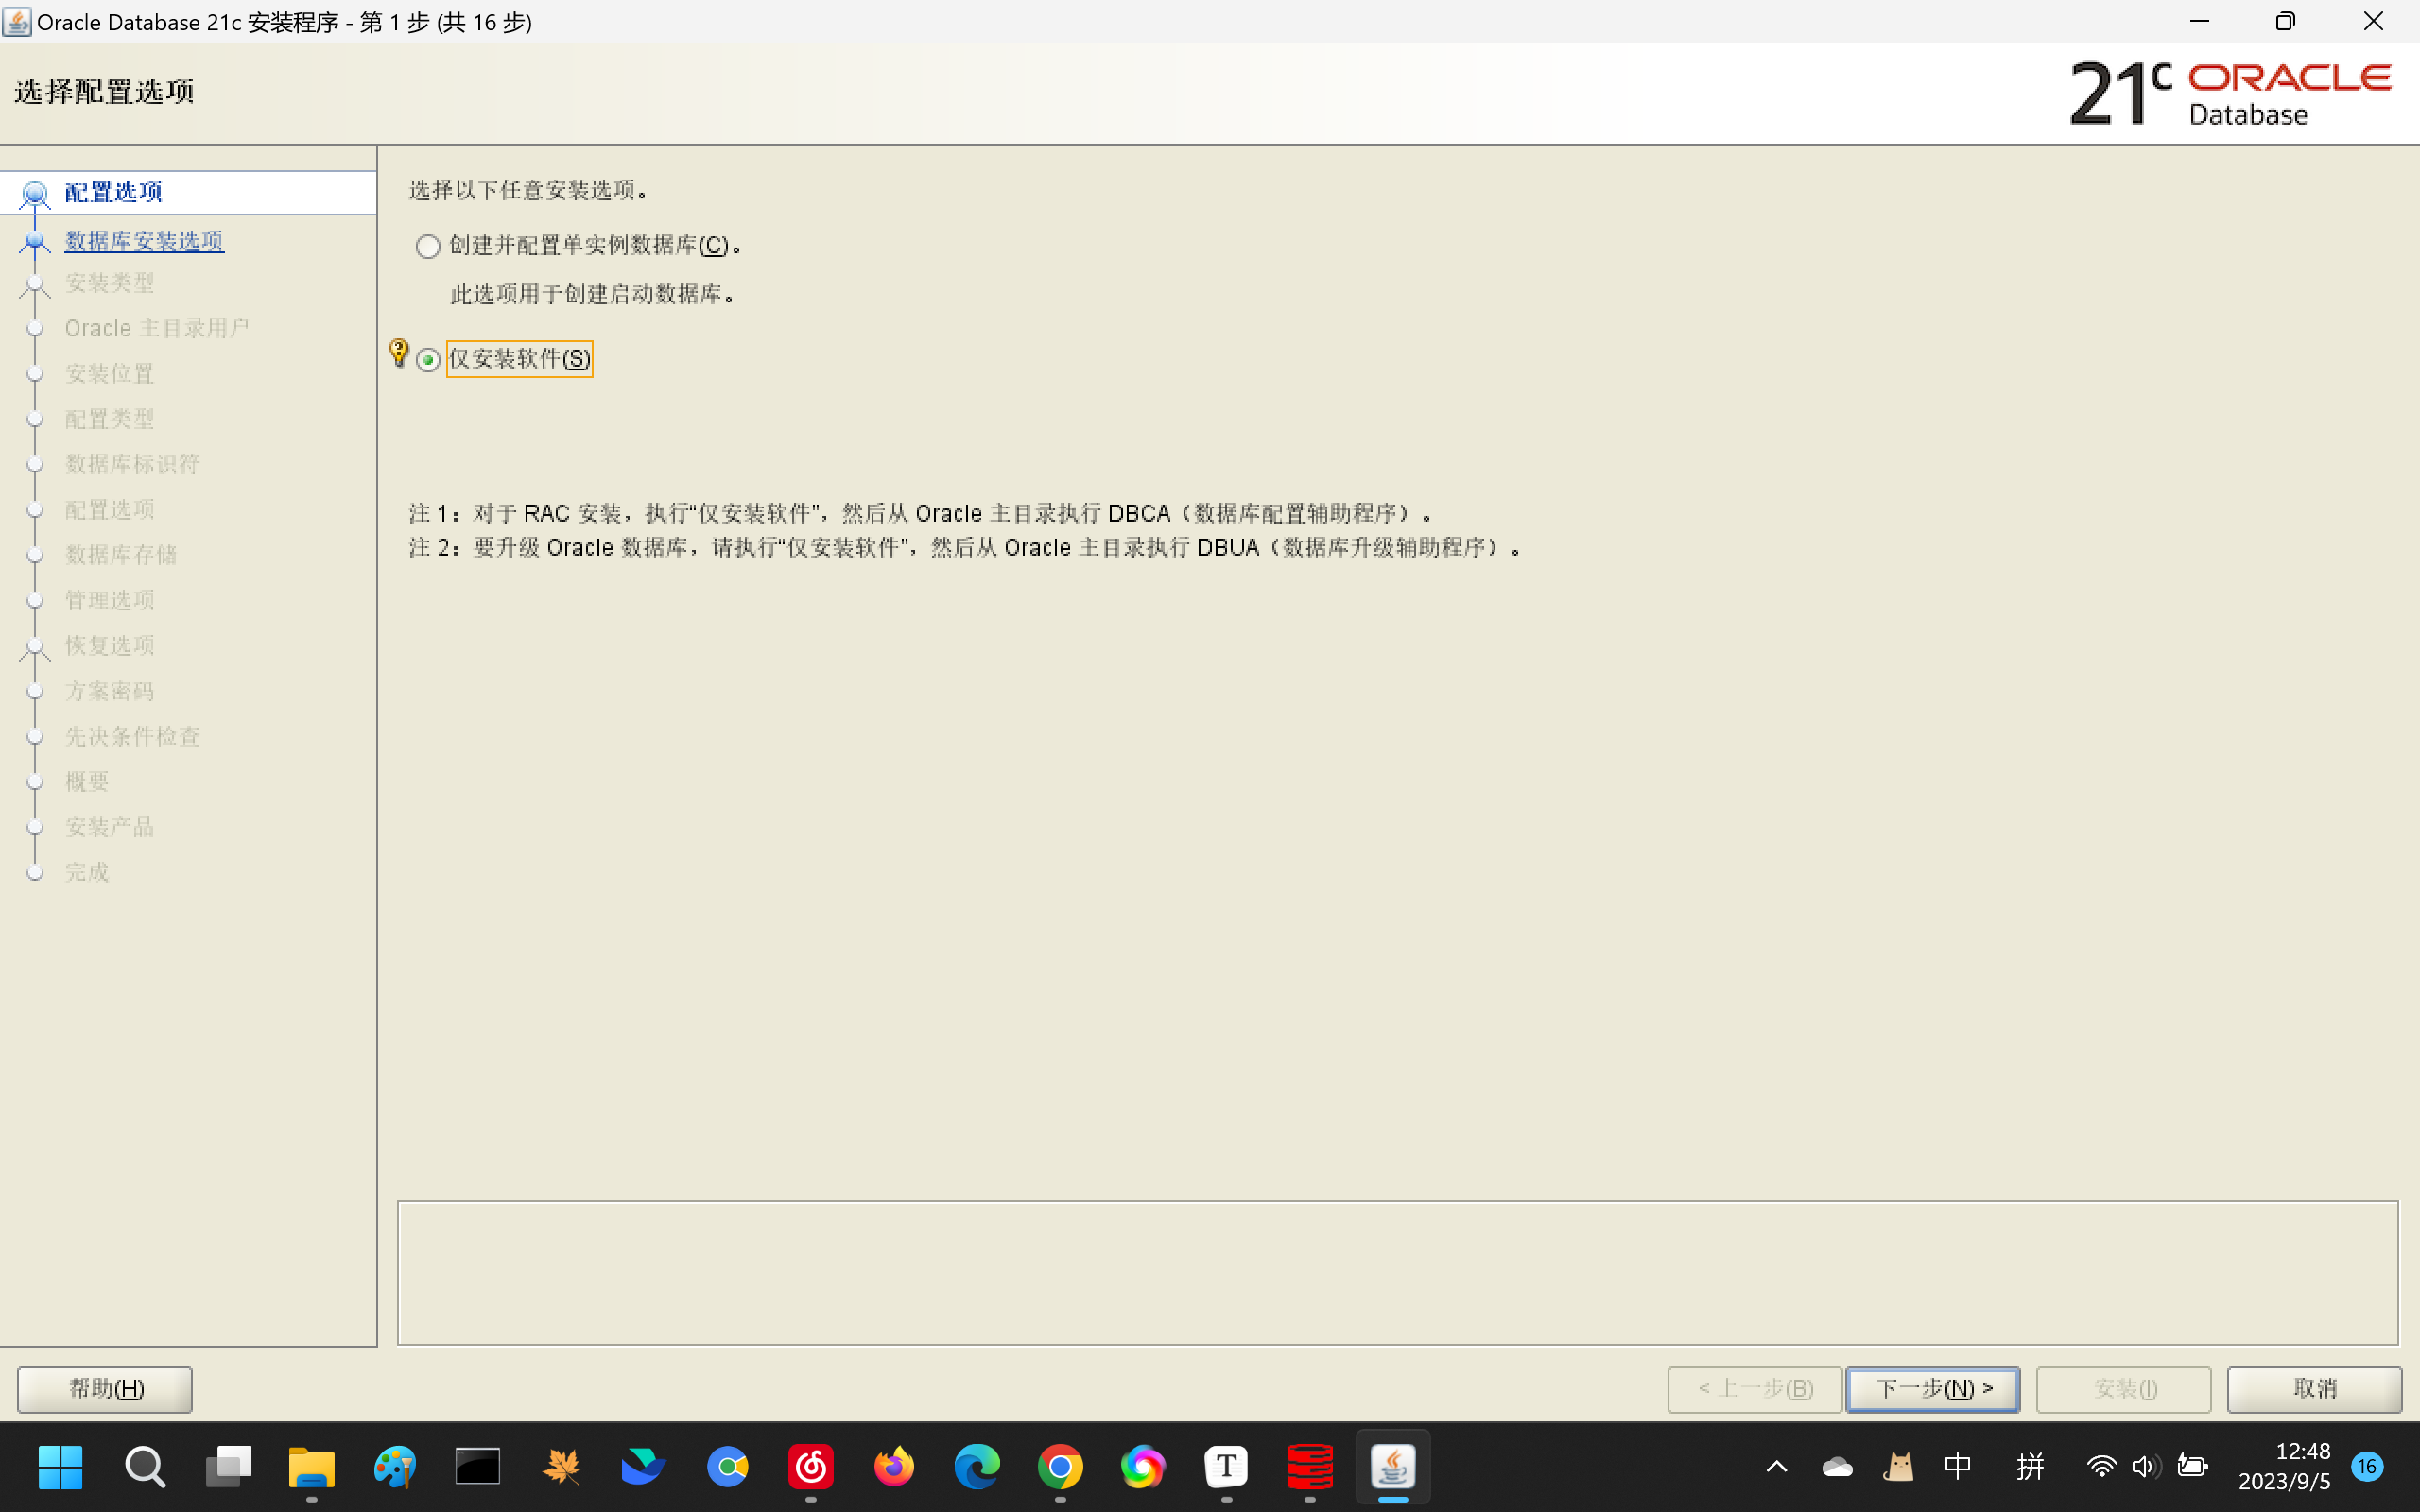 Oracle Database 21c 安装程序 - 第 1 步 (共 16 步)
选择配置选项
21c ORACLE
Database
配置选项
数据库安装选项
安装类型
Oracle 主目录用户
安装位置
配置类型
数据库标识符
配置选项
数据库存储
管理选项
恢复选项
方案密码
先决条件检查
概要
安装产品
完成
选择以下任意安装选项。
创建并配置单实例数据库(C)。
此选项用于创建启动数据库。
仅安装软件(S)
注 1: 对于 RAC 安装，执行“仅安装软件”，然后从 Oracle 主目录执行 DBCA（数据库配置辅助程序）。
注 2: 要升级 Oracle 数据库，请执行“仅安装软件”，然后从 Oracle 主目录执行 DBUA（数据库升级辅助程序）。
帮助(H)
< 上一步(B)
下一步(N) >
安装(I)
取消
T
中
拼
12:48
2023/9/5
16